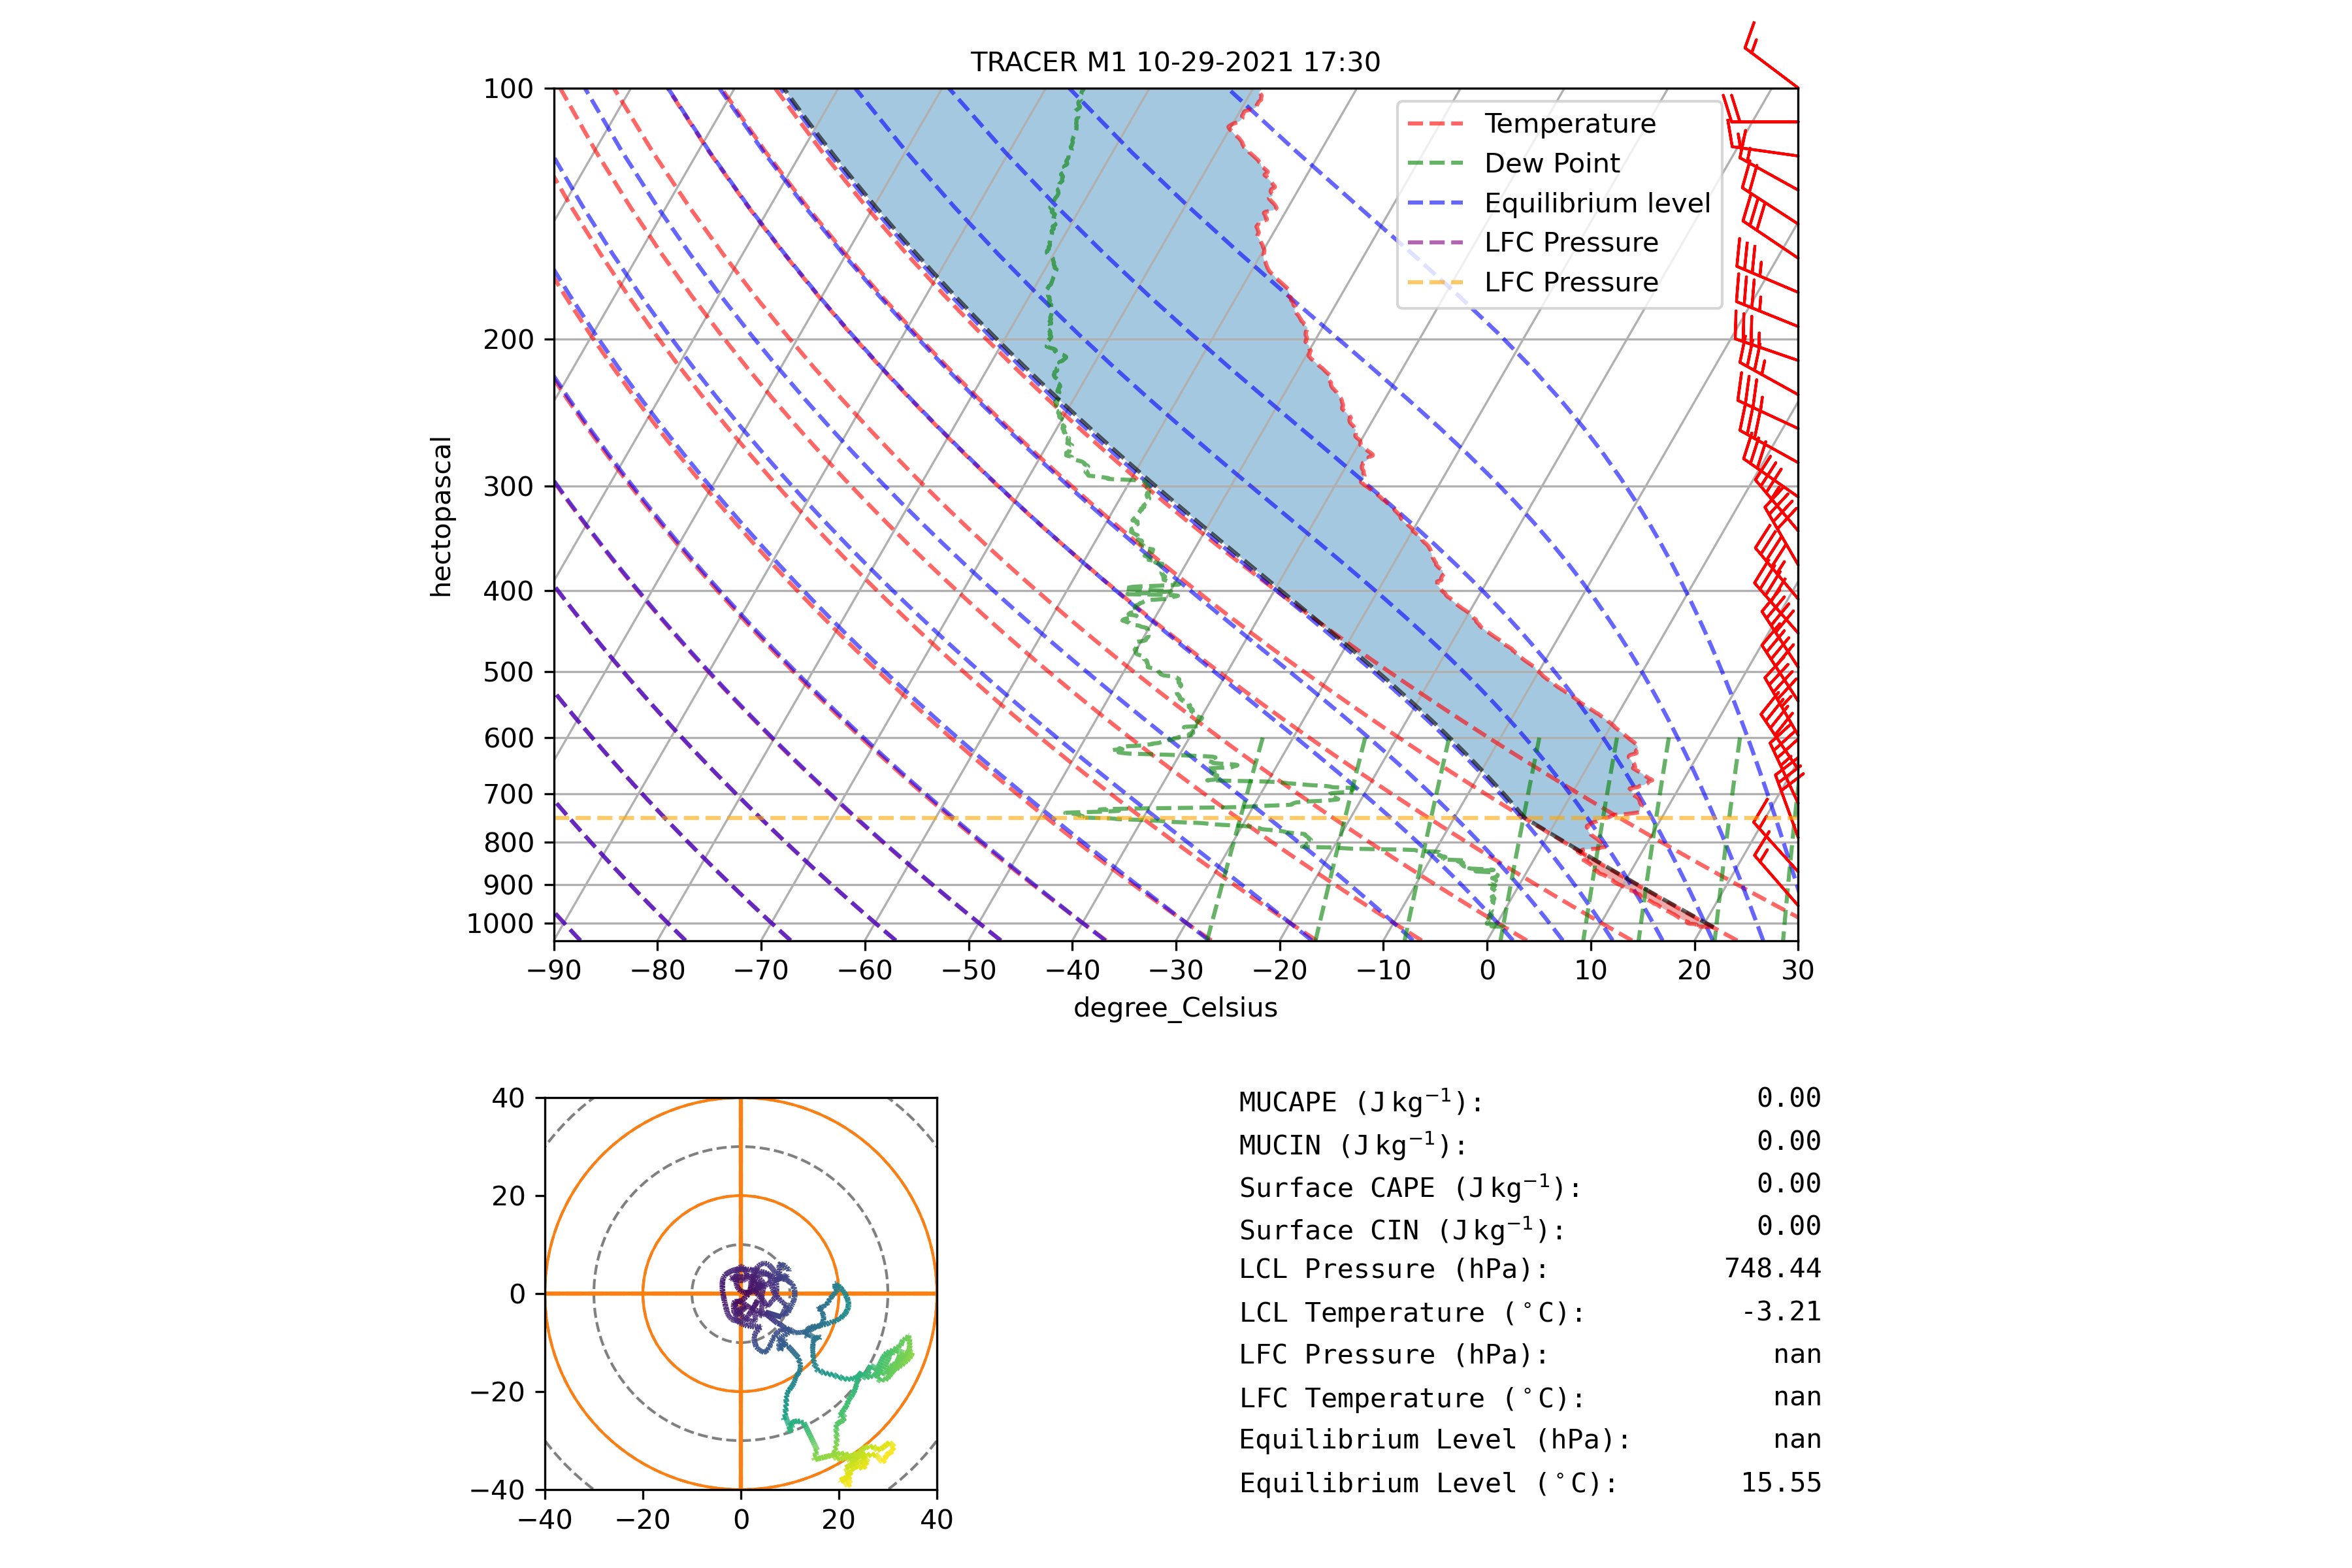 TRACER M1 10-29-2021 17:30
100
200
300
400
500
600
700
800
900
1000
hectopascal
Temperature
Dew Point
Equilibrium level
LFC Pressure
LFC Pressure
−90 −80 −70 −60 −50 −40 −30 −20 −10 0 10 20 30
degree_Celsius
40
20
0
−20
−40
−40 −20 0 20 40
MUCAPE (J kg⁻¹): 0.00
MUCIN (J kg⁻¹): 0.00
Surface CAPE (J kg⁻¹): 0.00
Surface CIN (J kg⁻¹): 0.00
LCL Pressure (hPa): 748.44
LCL Temperature (°C): -3.21
LFC Pressure (hPa): nan
LFC Temperature (°C): nan
Equilibrium Level (hPa): nan
Equilibrium Level (°C): 15.55